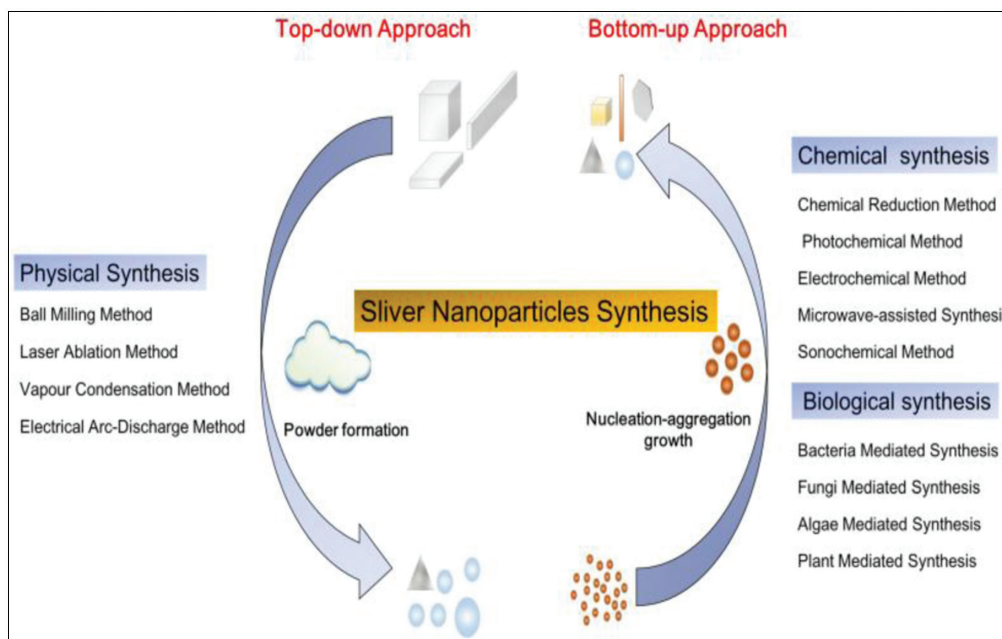 Top-down Approach
Bottom-up Approach
Physical Synthesis
Ball Milling Method
Laser Ablation Method
Vapour Condensation Method
Electrical Arc-Discharge Method
Sliver Nanoparticles Synthesis
Powder formation
Nucleation-aggregation
growth
Chemical synthesis
Chemical Reduction Method
Photochemical Method
Electrochemical Method
Microwave-assisted Synthesi
Sonochemical Method
Biological synthesis
Bacteria Mediated Synthesis
Fungi Mediated Synthesis
Algae Mediated Synthesis
Plant Mediated Synthesis